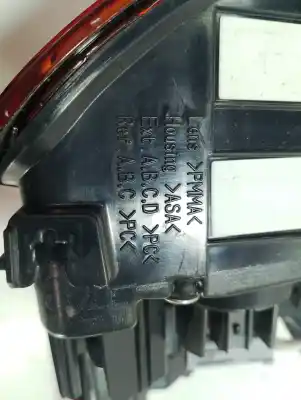 Lens >PMMA<
Housing >ASA<
Ext. A,B,C,D >PC<
Ref. A,B,C >PC<